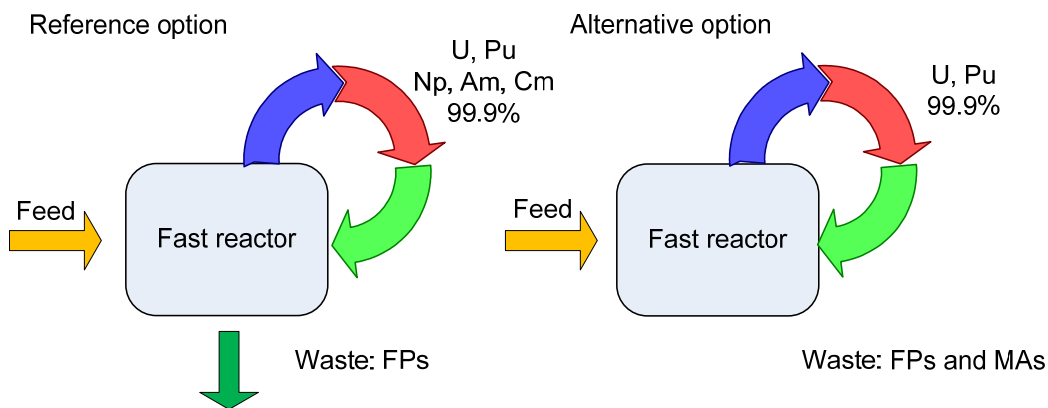 Reference option
U, Pu
Np, Am, Cm
99.9%
Feed
Fast reactor
Waste: FPs
Alternative option
U, Pu
99.9%
Feed
Fast reactor
Waste: FPs and MAs